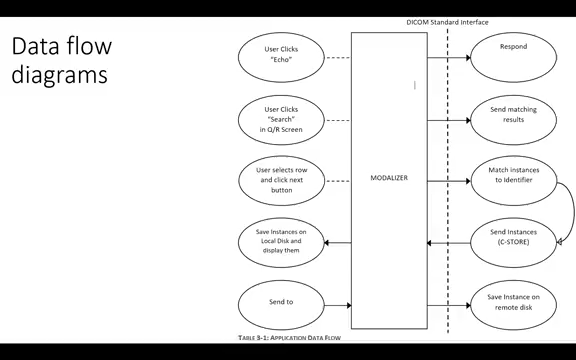 Data flow
diagrams
DICOM Standard Interface
User Clicks
"Echo"
Respond
User Clicks
"Search"
in Q/R Screen
Send matching
results
User selects row
and click next
button
MODALIZER
Match instances
to Identifier
Save Instances on
Local Disk and
display them
Send Instances
(C-STORE)
Send to
Save Instance on
remote disk
TABLE 3-1: APPLICATION DATA FLOW